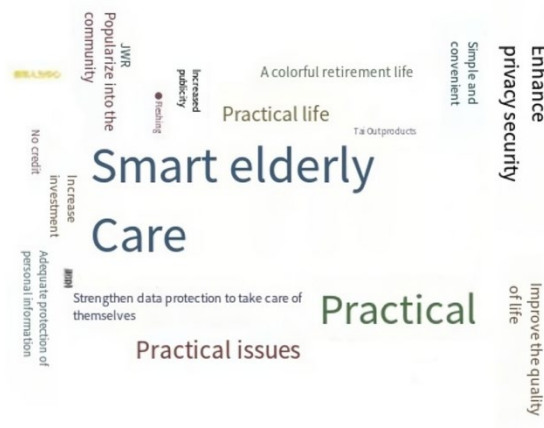 Popularize into the
community
JWR
Increased
publicity
Fleshing
A colorful retirement life
Simple and
convenient
Enhance
privacy security
Practical life
Tai Outproducts
No credit
Smart elderly
Care
Increase
investment
Adequate protection of
personal information
Strengthen data protection to take care of
themselves
Practical
Practical issues
Improve the quality
of life